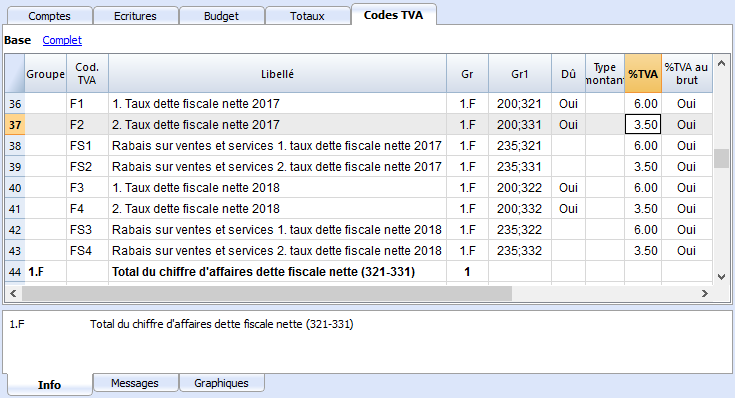 Comptes Ecritures Budget Totaux Codes TVA
Base Complet
Groupe Cod. TVA Libellé Gr Gr1 Dû Type montant %TVA %TVA au brut
36 F1 1. Taux dette fiscale nette 2017 1.F 200;321 Oui 6.00 Oui
37 F2 2. Taux dette fiscale nette 2017 1.F 200;331 Oui 3.50 Oui
38 FS1 Rabais sur ventes et services 1. taux dette fiscale nette 2017 1.F 235;321 6.00 Oui
39 FS2 Rabais sur ventes et services 2. taux dette fiscale nette 2017 1.F 235;331 3.50 Oui
40 F3 1. Taux dette fiscale nette 2018 1.F 200;322 Oui 6.00 Oui
41 F4 2. Taux dette fiscale nette 2018 1.F 200;332 Oui 3.50 Oui
42 FS3 Rabais sur ventes et services 1. taux dette fiscale nette 2018 1.F 235;322 6.00 Oui
43 FS4 Rabais sur ventes et services 2. taux dette fiscale nette 2018 1.F 235;332 3.50 Oui
44 1.F Total du chiffre d'affaires dette fiscale nette (321-331) 1
1.F Total du chiffre d'affaires dette fiscale nette (321-331)
Info Messages Graphiques